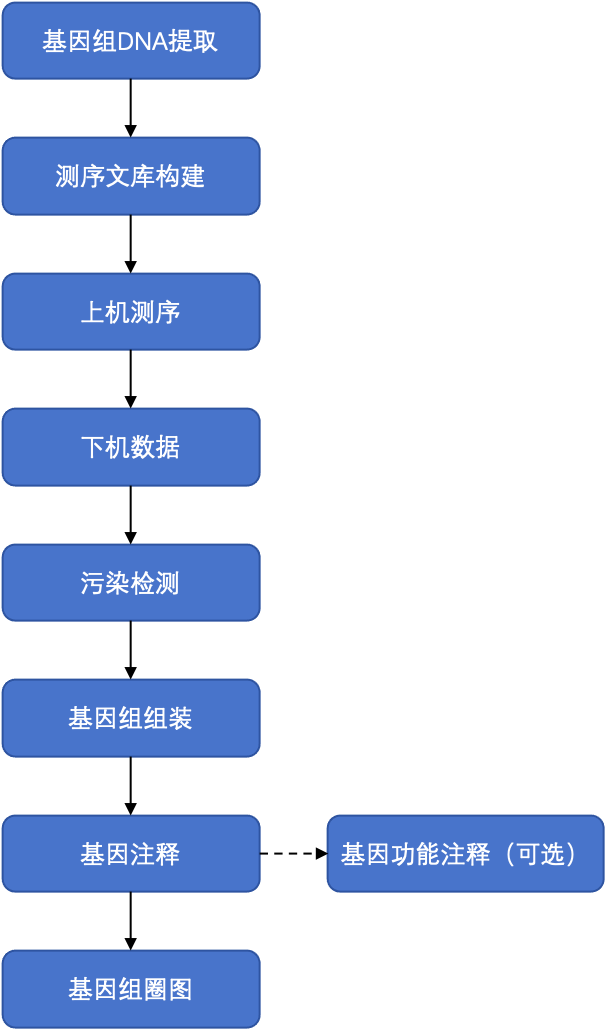 基因组DNA提取
测序文库构建
上机测序
下机数据
污染检测
基因组组装
基因注释
基因功能注释（可选）
基因组圈图